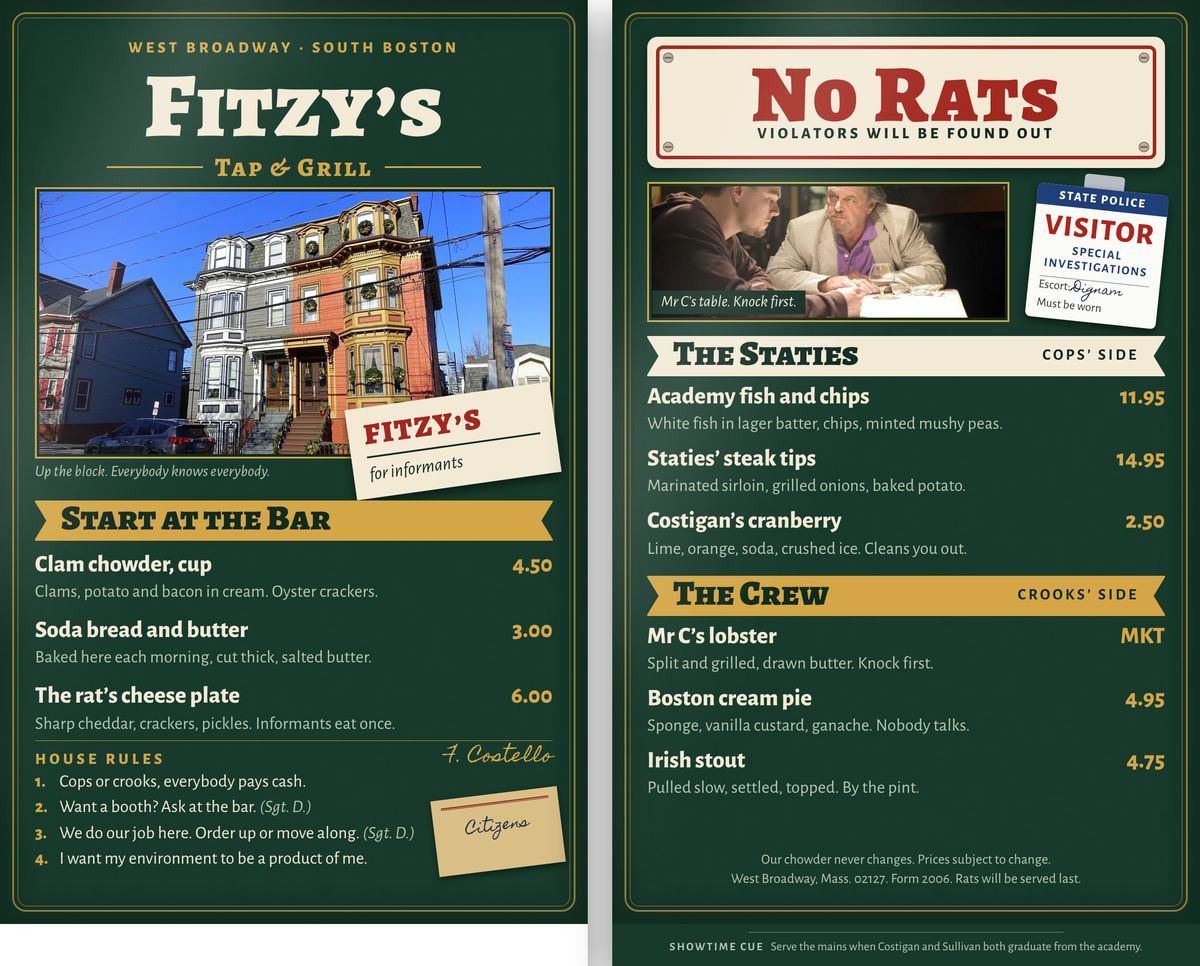 WEST BROADWAY · SOUTH BOSTON
FITZY’S
TAP & GRILL
FITZY’S
for informants
Up the block. Everybody knows everybody.
START AT THE BAR
Clam chowder, cup 4.50
Clams, potato and bacon in cream. Oyster crackers.
Soda bread and butter 3.00
Baked here each morning, cut thick, salted butter.
The rat’s cheese plate 6.00
Sharp cheddar, crackers, pickles. Informants eat once.
HOUSE RULES
F. Costello
1. Cops or crooks, everybody pays cash.
2. Want a booth? Ask at the bar. (Sgt. D.)
3. We do our job here. Order up or move along. (Sgt. D.)
4. I want my environment to be a product of me.
Citizens
NO RATS
VIOLATORS WILL BE FOUND OUT
Mr C’s table. Knock first.
STATE POLICE
VISITOR
SPECIAL
INVESTIGATIONS
Escort: Dignam
Must be worn
THE STATIES COPS’ SIDE
Academy fish and chips 11.95
White fish in lager batter, chips, minted mushy peas.
Staties’ steak tips 14.95
Marinated sirloin, grilled onions, baked potato.
Costigan’s cranberry 2.50
Lime, orange, soda, crushed ice. Cleans you out.
THE CREW CROOKS’ SIDE
Mr C’s lobster MKT
Split and grilled, drawn butter. Knock first.
Boston cream pie 4.95
Sponge, vanilla custard, ganache. Nobody talks.
Irish stout 4.75
Pulled slow, settled, topped. By the pint.
Our chowder never changes. Prices subject to change.
West Broadway, Mass. 02127. Form 2006. Rats will be served last.
SHOWTIME CUE Serve the mains when Costigan and Sullivan both graduate from the academy.